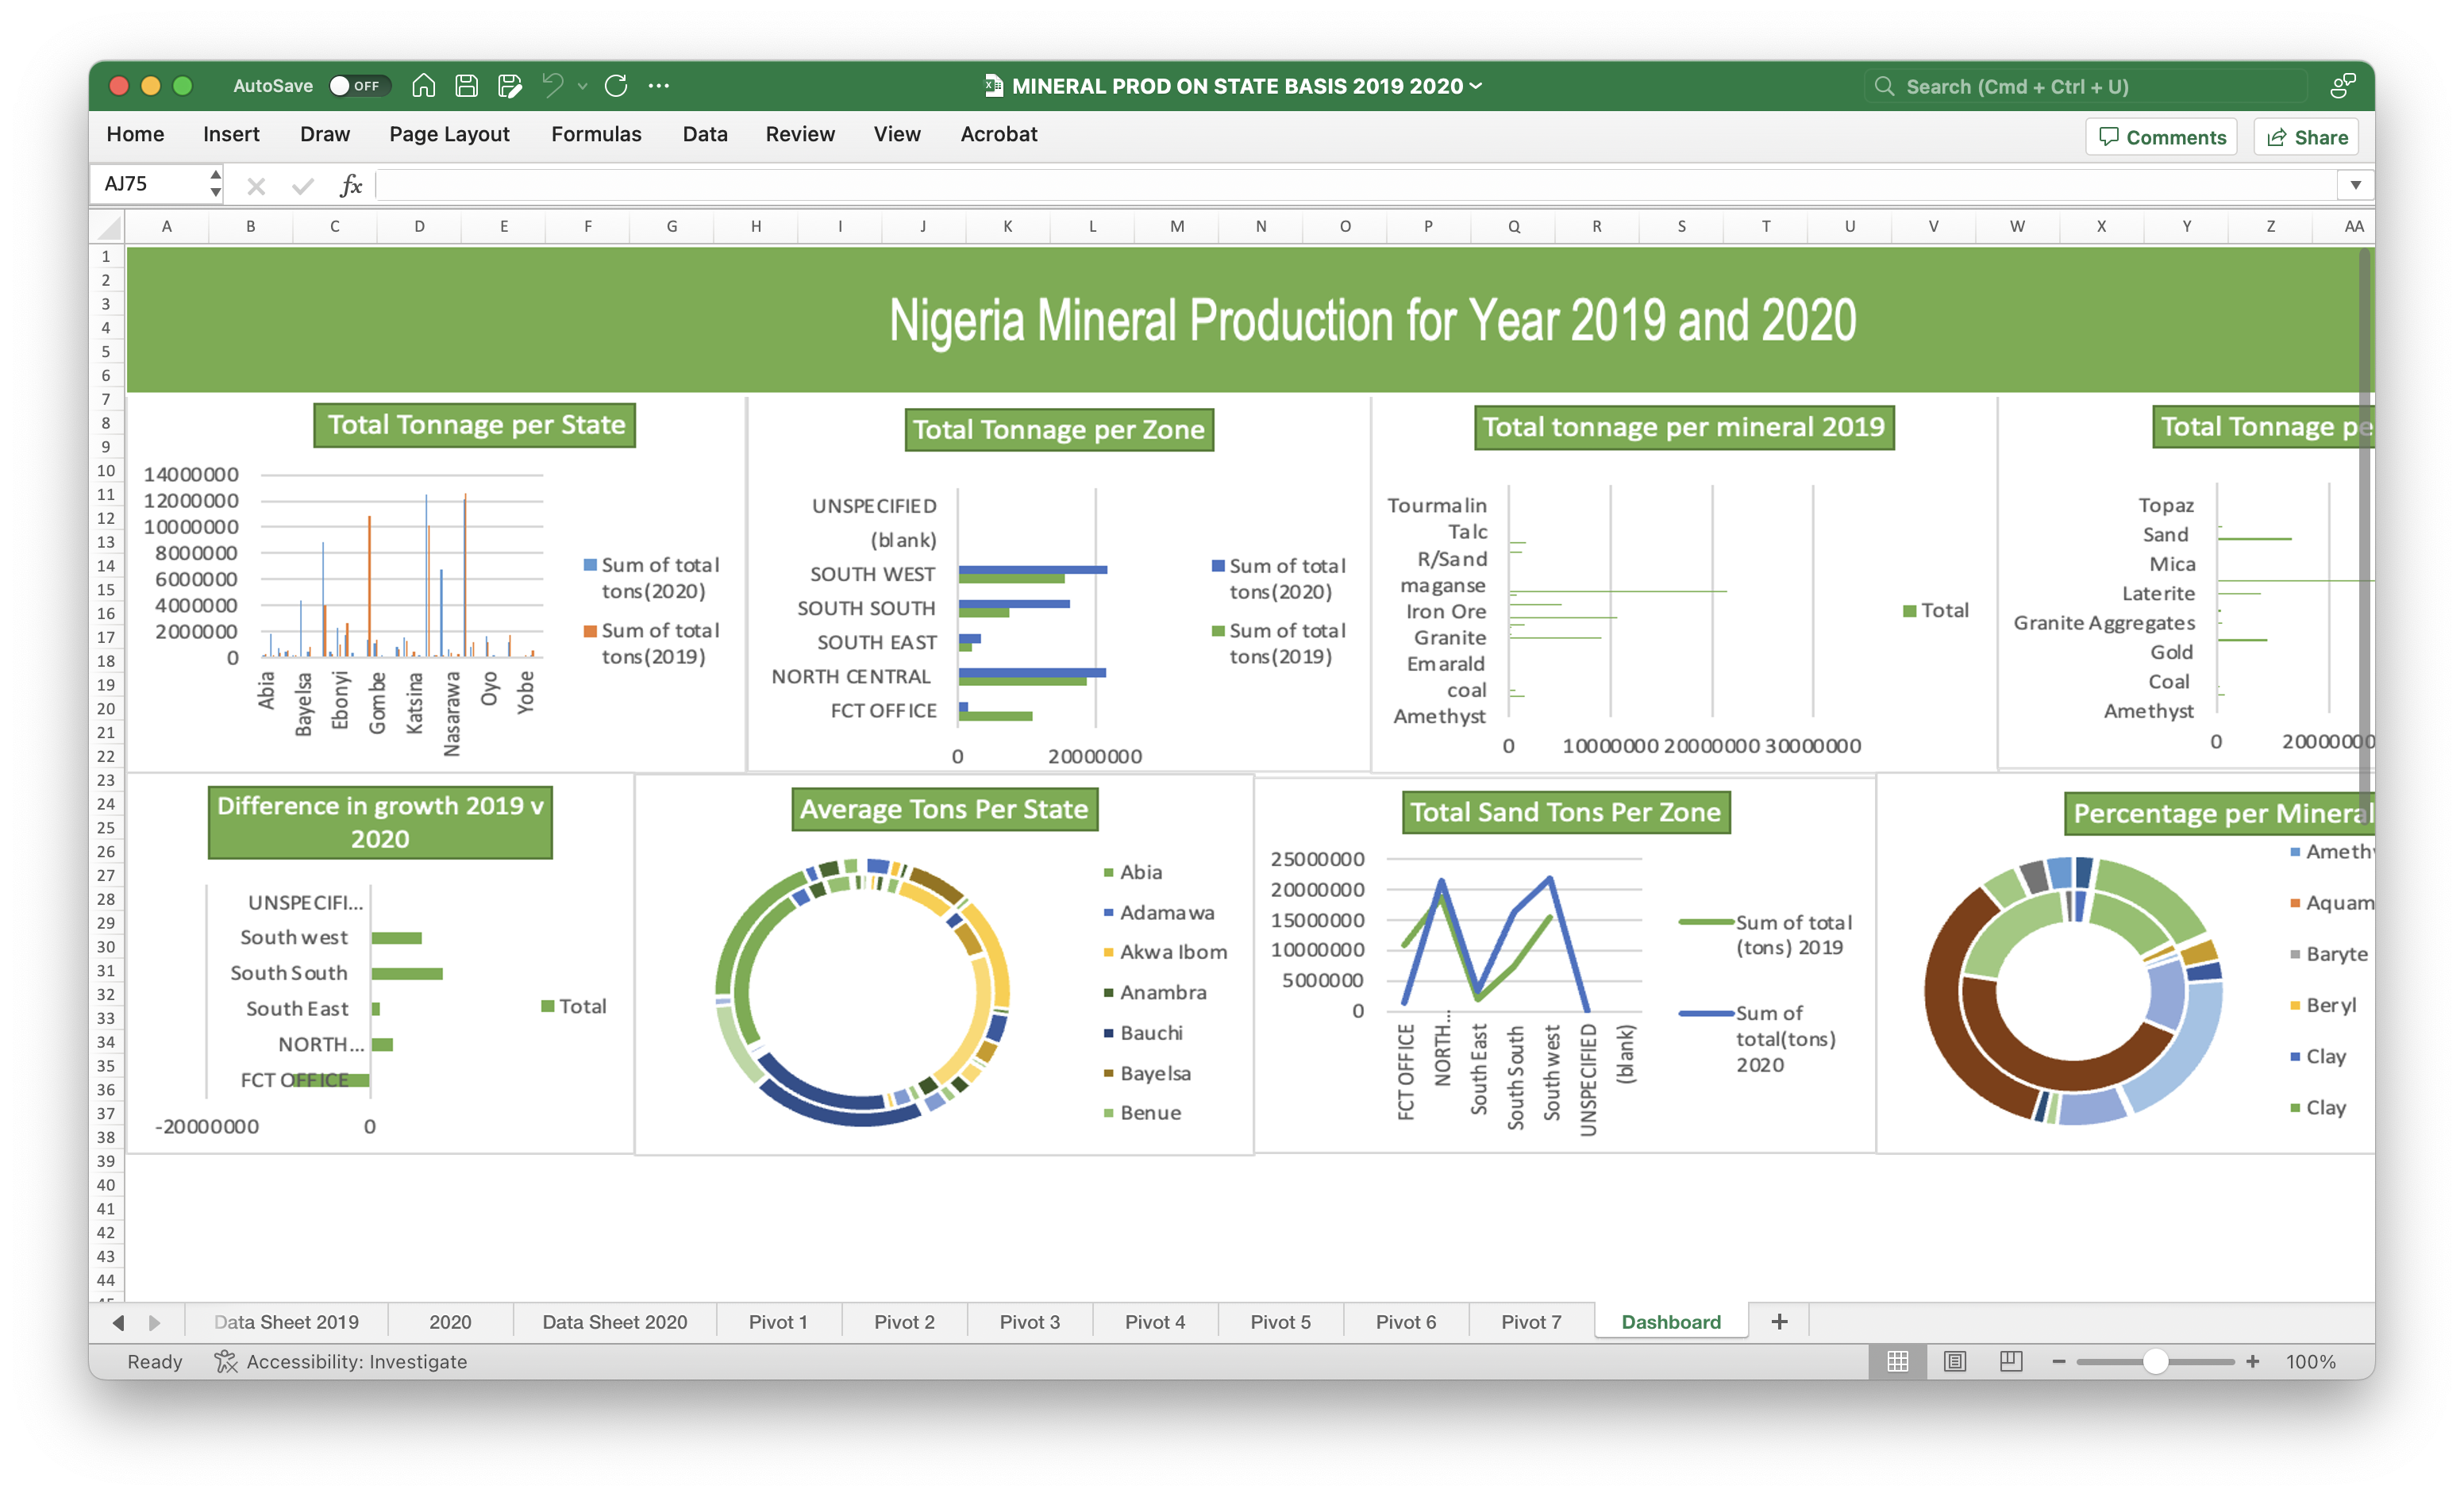 AutoSave OFF
MINERAL PROD ON STATE BASIS 2019 2020
Search (Cmd + Ctrl + U)
Home Insert Draw Page Layout Formulas Data Review View Acrobat
Comments Share
AJ75 fx
A B C D E F G H I J K L M N O P Q R S T U V W X Y Z AA
1
2
3
4
5
6
7
8
9
10
11
12
13
14
15
16
17
18
19
20
21
22
23
24
25
26
27
28
29
30
31
32
33
34
35
36
37
38
39
40
41
42
43
44
Nigeria Mineral Production for Year 2019 and 2020
Total Tonnage per State
14000000
12000000
10000000
8000000
6000000
4000000
2000000
0
Abia
Bayelsa
Ebonyi
Gombe
Katsina
Nasarawa
Oyo
Yobe
Sum of total
tons(2020)
Sum of total
tons(2019)
Total Tonnage per Zone
UNSPECIFIED
(blank)
SOUTH WEST
SOUTH SOUTH
SOUTH EAST
NORTH CENTRAL
FCT OFFICE
0 20000000
Sum of total
tons(2020)
Sum of total
tons(2019)
Total tonnage per mineral 2019
Tourmalin
Talc
R/Sand
maganse
Iron Ore
Granite
Emarald
coal
Amethyst
0 10000000 20000000 30000000
Total
Total Tonnage pe
Topaz
Sand
Mica
Laterite
Granite Aggregates
Gold
Coal
Amethyst
0 20000000
Difference in growth 2019 v
2020
UNSPECIFI...
South west
South South
South East
NORTH...
FCT OFFICE
-20000000 0
Total
Average Tons Per State
Abia
Adamawa
Akwa Ibom
Anambra
Bauchi
Bayelsa
Benue
Total Sand Tons Per Zone
25000000
20000000
15000000
10000000
5000000
0
FCT OFFICE
NORTH...
South East
South South
South west
UNSPECIFIED
(blank)
Sum of total
(tons) 2019
Sum of
total(tons)
2020
Percentage per Mineral
Amethy
Aquam
Baryte
Beryl
Clay
Clay
Data Sheet 2019 2020 Data Sheet 2020 Pivot 1 Pivot 2 Pivot 3 Pivot 4 Pivot 5 Pivot 6 Pivot 7 Dashboard +
Ready Accessibility: Investigate 100%